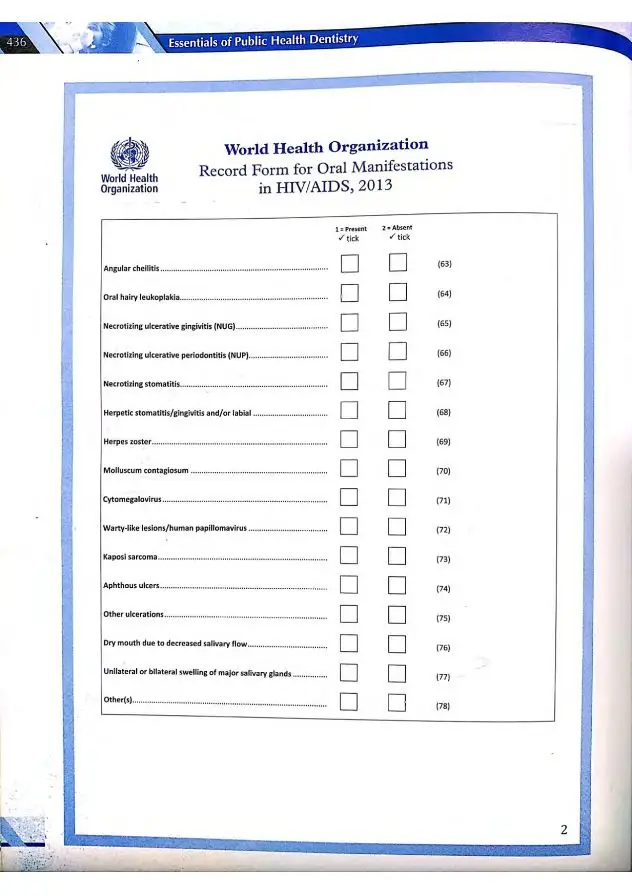 436
Essentials of Public Health Dentistry
World Health Organization
World Health
Organization
Record Form for Oral Manifestations
in HIV/AIDS, 2013
1 = Present 2 = Absent
✓ tick ✓ tick
Angular cheilitis (63)
Oral hairy leukoplakia (64)
Necrotizing ulcerative gingivitis (NUG) (65)
Necrotizing ulcerative periodontitis (NUP) (66)
Necrotizing stomatitis (67)
Herpetic stomatitis/gingivitis and/or labial (68)
Herpes zoster (69)
Molluscum contagiosum (70)
Cytomegalovirus (71)
Warty-like lesions/human papillomavirus (72)
Kaposi sarcoma (73)
Aphthous ulcers (74)
Other ulcerations (75)
Dry mouth due to decreased salivary flow (76)
Unilateral or bilateral swelling of major salivary glands (77)
Other(s) (78)
2